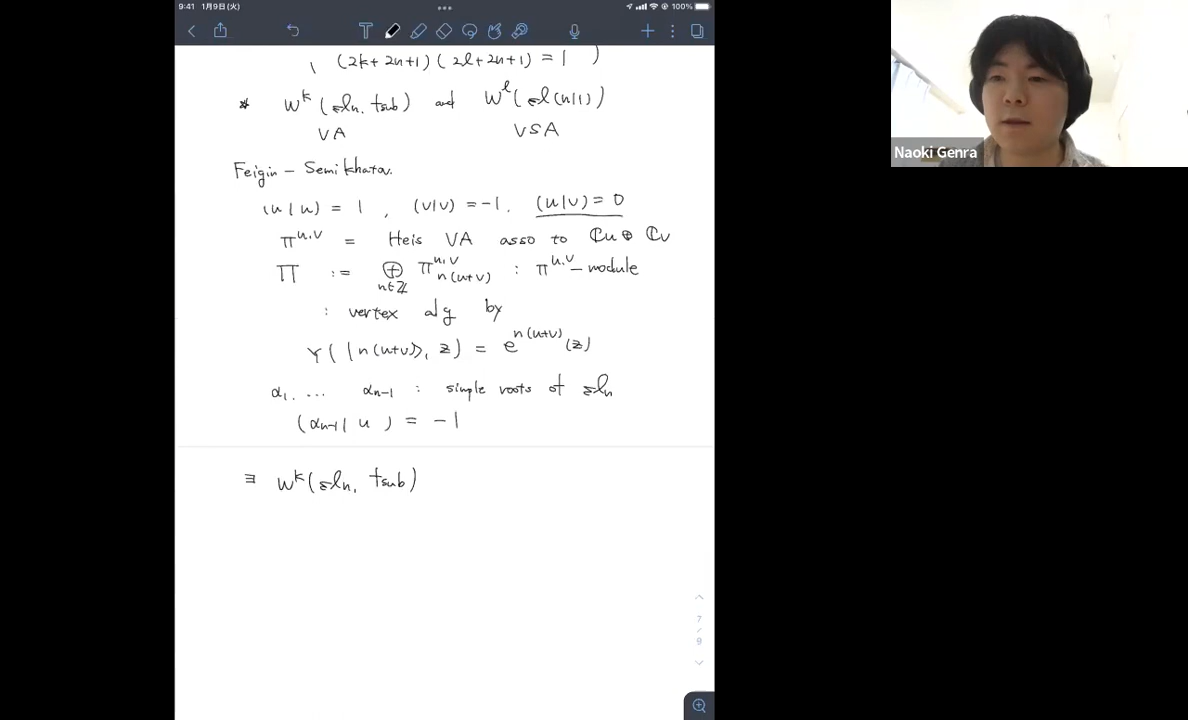 9:41 1月9日(火)
100%
T
( (2k+2n+1)(2l+2n+1) = 1 )
* W^k(sl_n, f_sub) and W^l(sl(n|1))
VA VSA
Feigin - Semikhatov.
(u|u) = 1 , (v|v) = -1. (u|v) = 0
π^{u,v} = Heis VA asso to ℂu ⊕ ℂv
Π := ⊕_{n∈ℤ} π^{u,v}_{n(u+v)} : π^{u,v}-module
: vertex alg by
Y(|n(u+v)⟩, z) = e^{n(u+v)}(z)
α_1, ... α_{n-1} : simple roots of sl_n
(α_{n-1} | u ) = -1
∃ W^k(sl_n, f_sub)
7
/
9
Naoki Genra